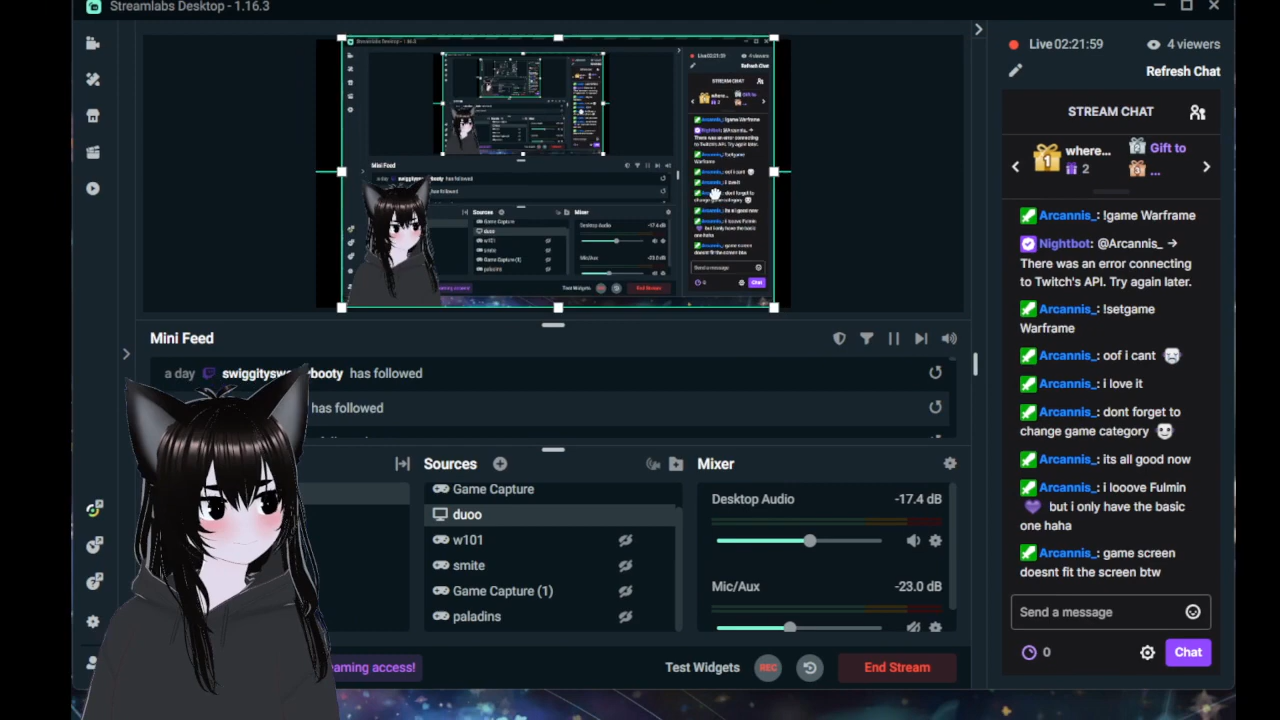 Streamlabs Desktop - 1.16.3
Live 02:21:59
4 viewers
Refresh Chat
STREAM CHAT
where...
2
Gift to
...
Arcannis_: !game Warframe
Nightbot: @Arcannis_ →
There was an error connecting
to Twitch's API. Try again later.
Arcannis_: !setgame
Warframe
Arcannis_: oof i cant
Arcannis_: i love it
Arcannis_: dont forget to
change game category
Arcannis_: its all good now
Arcannis_: i looove Fulmin
but i only have the basic
one haha
Arcannis_: game screen
doesnt fit the screen btw
Send a message
0
Chat
Mini Feed
a day
has followed
has followed
Sources
Game Capture
duoo
w101
smite
Game Capture (1)
paladins
Mixer
Desktop Audio -17.4 dB
Mic/Aux -23.0 dB
eaming access!
Test Widgets
REC
End Stream